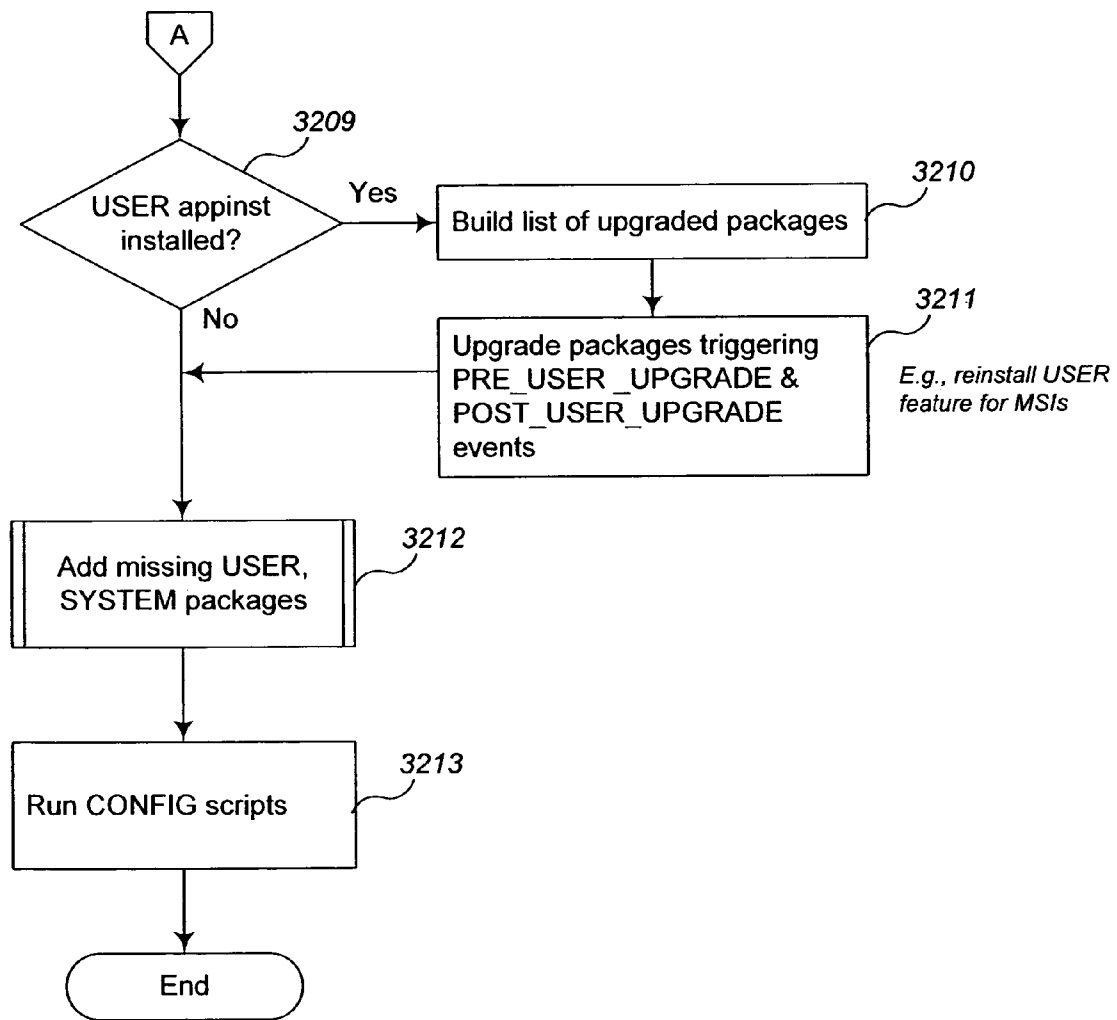 A
3209
USER appinst
installed?
Yes
3210
Build list of upgraded packages
No
3211
Upgrade packages triggering
PRE_USER _UPGRADE &
POST_USER_UPGRADE
events
E.g., reinstall USER
feature for MSIs
3212
Add missing USER,
SYSTEM packages
3213
Run CONFIG scripts
End